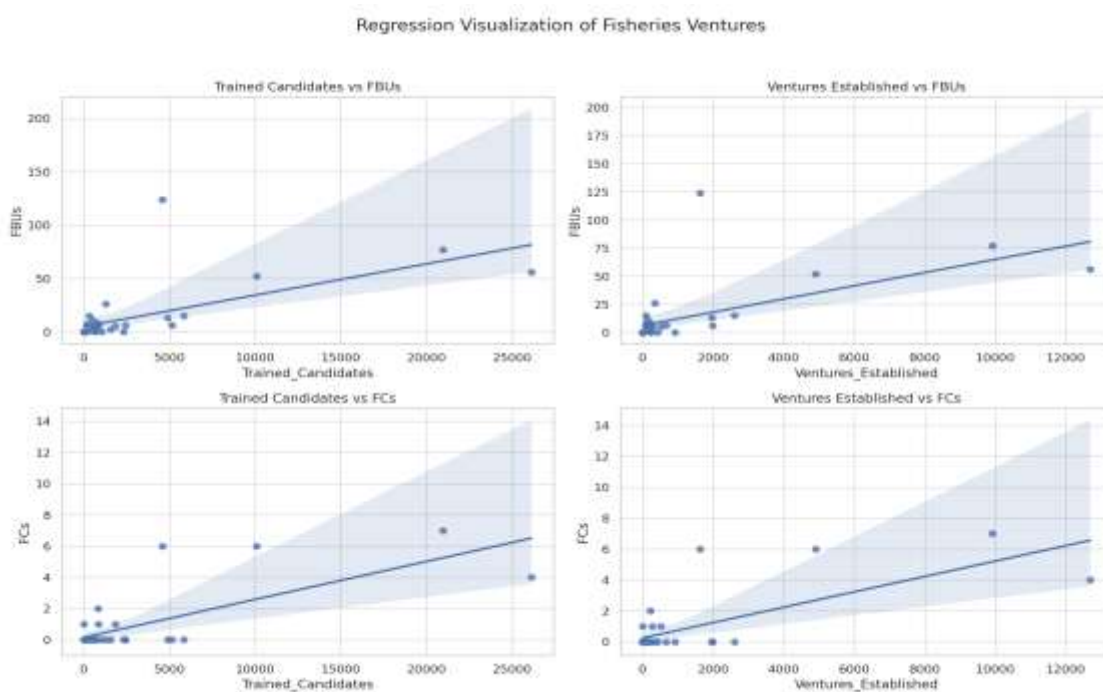 Regression Visualization of Fisheries Ventures
Trained Candidates vs FBUs
200
150
100
50
0
FBUs
0 5000 10000 15000 20000 25000
Trained_Candidates
Ventures Established vs FBUs
200
175
150
125
100
75
50
25
0
FBUs
0 2000 4000 6000 8000 10000 12000
Ventures_Established
Trained Candidates vs FCs
14
12
10
8
6
4
2
0
FCs
0 5000 10000 15000 20000 25000
Trained_Candidates
Ventures Established vs FCs
14
12
10
8
6
4
2
0
FCs
0 2000 4000 6000 8000 10000 12000
Ventures_Established